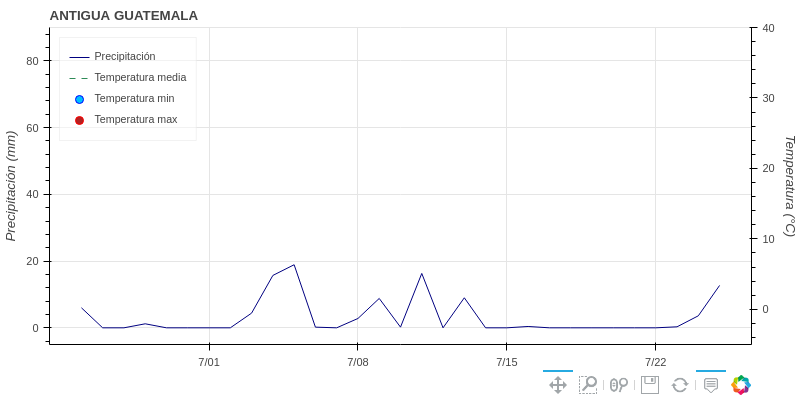 ANTIGUA GUATEMALA
Precipitación
Temperatura media
Temperatura min
Temperatura max
Precipitación (mm)
80
60
40
20
0
Temperatura (°C)
40
30
20
10
0
7/01
7/08
7/15
7/22